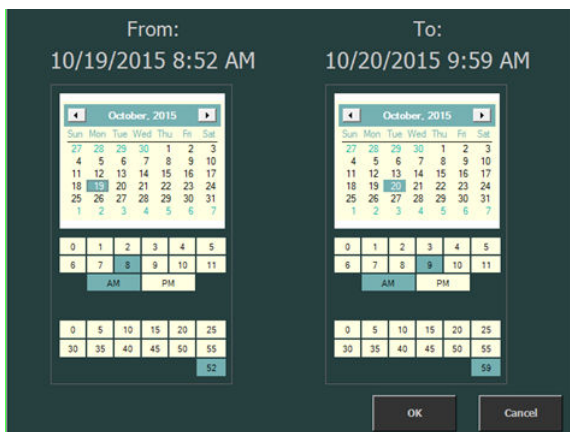 From:
10/19/2015 8:52 AM
October, 2015
Sun Mon Tue Wed Thu Fri Sat
27 28 29 30 1 2 3
4 5 6 7 8 9 10
11 12 13 14 15 16 17
18 19 20 21 22 23 24
25 26 27 28 29 30 31
1 2 3 4 5 6 7
0 1 2 3 4 5
6 7 8 9 10 11
AM PM
0 5 10 15 20 25
30 35 40 45 50 55
52
To:
10/20/2015 9:59 AM
October, 2015
Sun Mon Tue Wed Thu Fri Sat
27 28 29 30 1 2 3
4 5 6 7 8 9 10
11 12 13 14 15 16 17
18 19 20 21 22 23 24
25 26 27 28 29 30 31
1 2 3 4 5 6 7
0 1 2 3 4 5
6 7 8 9 10 11
AM PM
0 5 10 15 20 25
30 35 40 45 50 55
59
OK Cancel